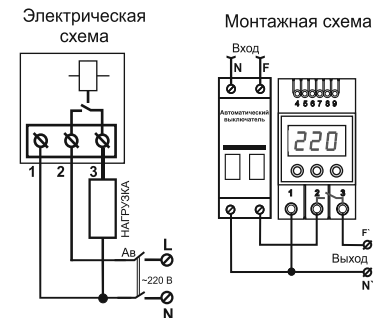 Электрическая
схема
1 2 3
НАГРУЗКА
Ав
L
~220 В
N
Монтажная схема
Вход
N F
Автоматический
выключатель
4 5 6 7 8 9
220
1 2 3
F`
Выход
N`